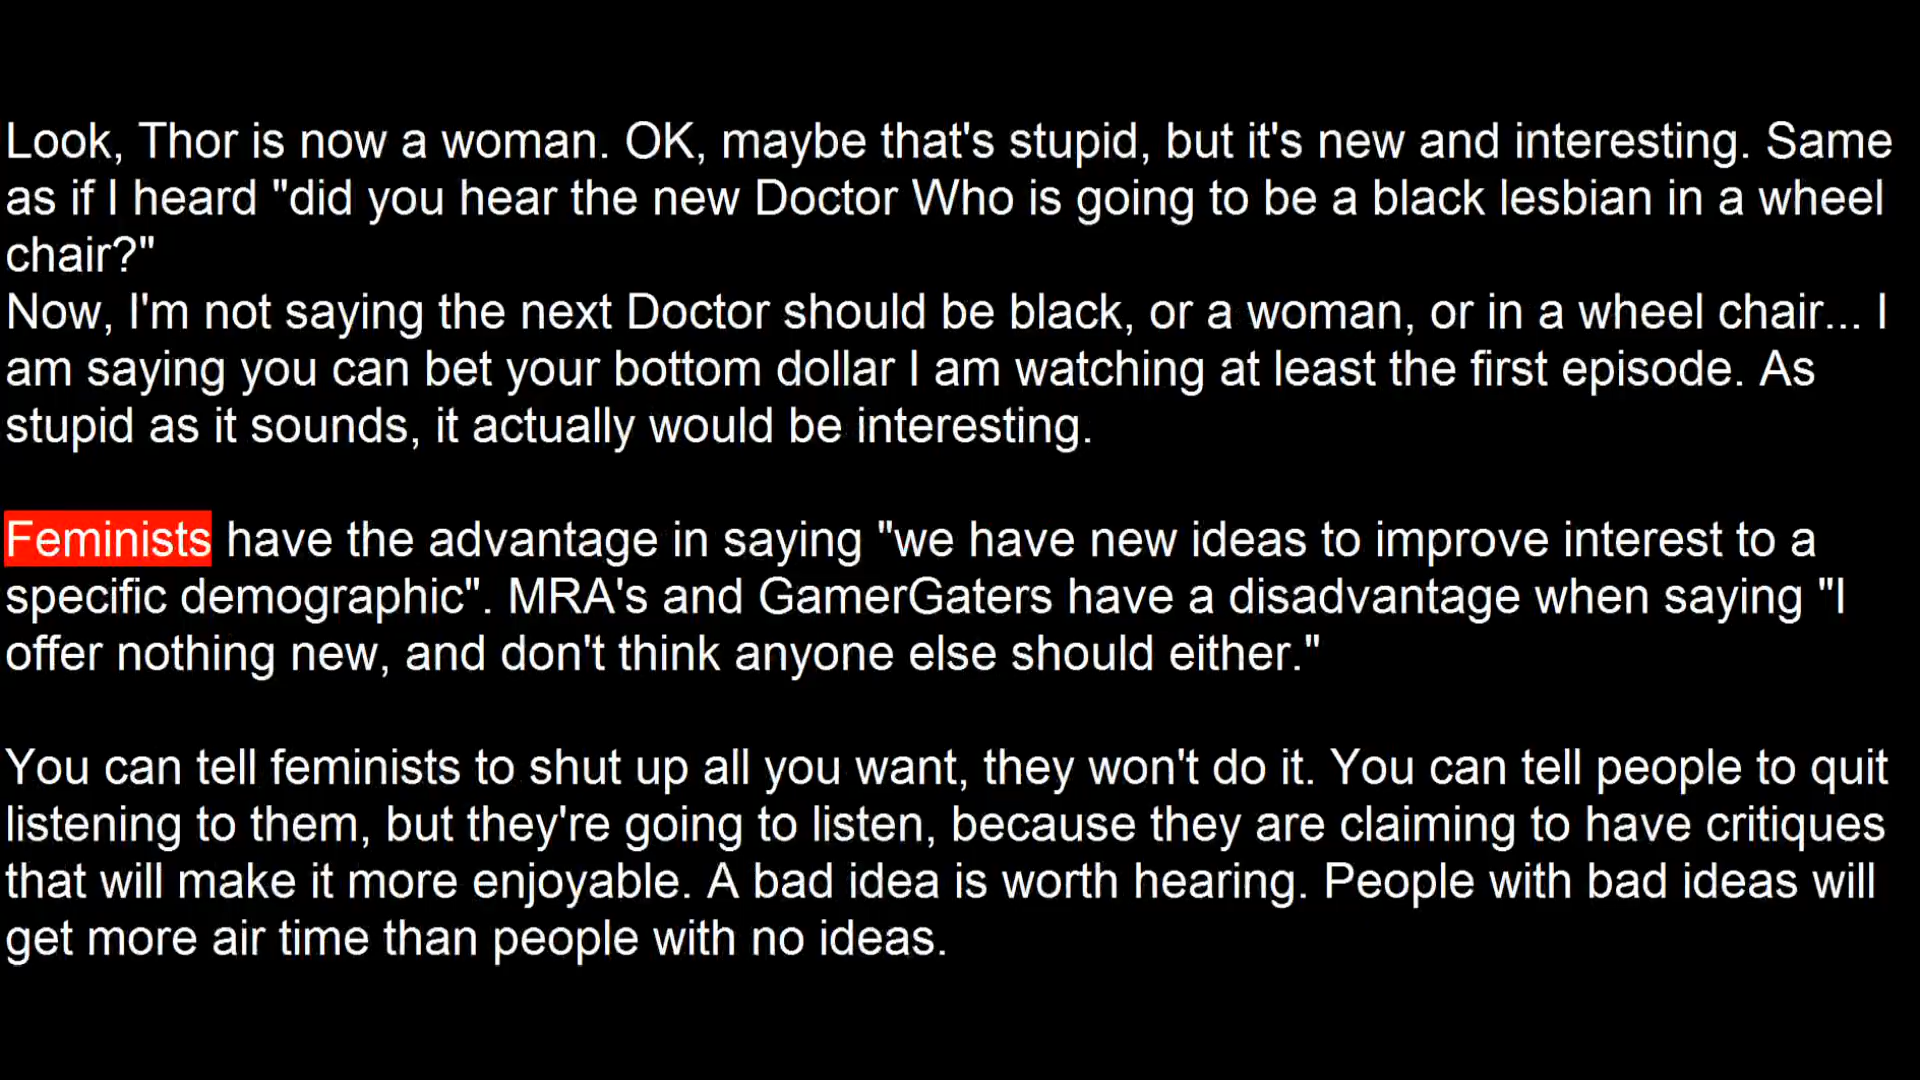 Look, Thor is now a woman. OK, maybe that's stupid, but it's new and interesting. Same
as if I heard "did you hear the new Doctor Who is going to be a black lesbian in a wheel
chair?"
Now, I'm not saying the next Doctor should be black, or a woman, or in a wheel chair... I
am saying you can bet your bottom dollar I am watching at least the first episode. As
stupid as it sounds, it actually would be interesting.
Feminists have the advantage in saying "we have new ideas to improve interest to a
specific demographic". MRA's and GamerGaters have a disadvantage when saying "I
offer nothing new, and don't think anyone else should either."
You can tell feminists to shut up all you want, they won't do it. You can tell people to quit
listening to them, but they're going to listen, because they are claiming to have critiques
that will make it more enjoyable. A bad idea is worth hearing. People with bad ideas will
get more air time than people with no ideas.